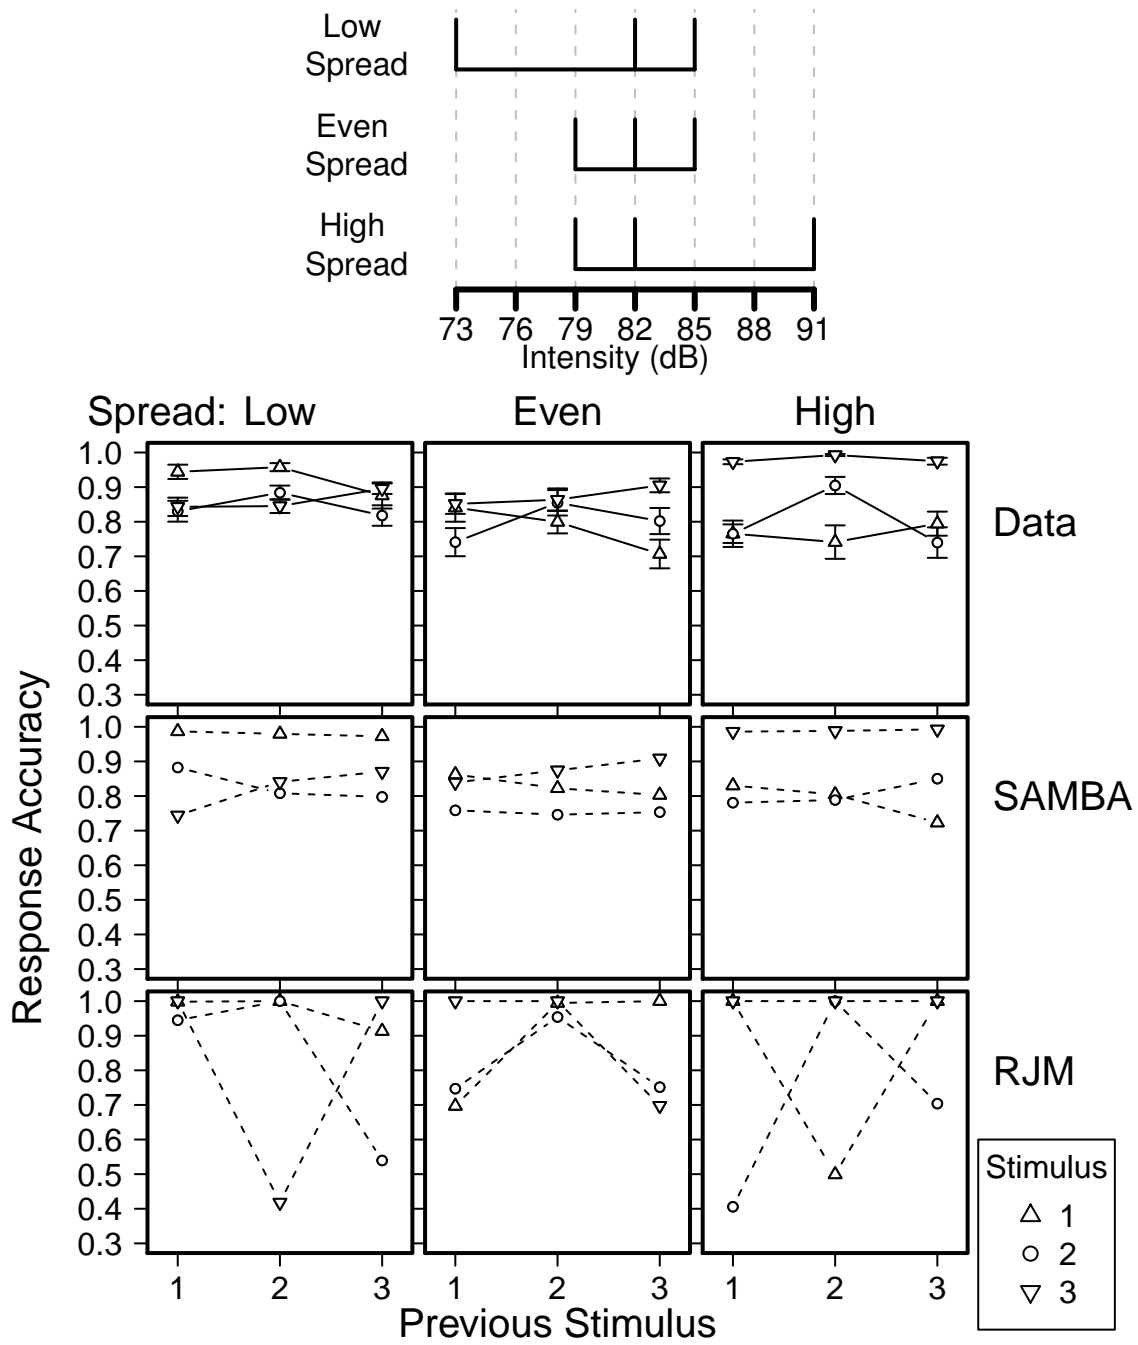 Low
Spread
Even
Spread
High
Spread
73 76 79 82 85 88 91
Intensity (dB)
Spread: Low Even High
1.0
0.9
0.8
0.7
0.6
0.5
0.4
0.3
Data
1.0
0.9
0.8
0.7
0.6
0.5
0.4
0.3
SAMBA
1.0
0.9
0.8
0.7
0.6
0.5
0.4
0.3
RJM
Response Accuracy
1 2 3 1 2 3 1 2 3
Previous Stimulus
Stimulus
1
2
3